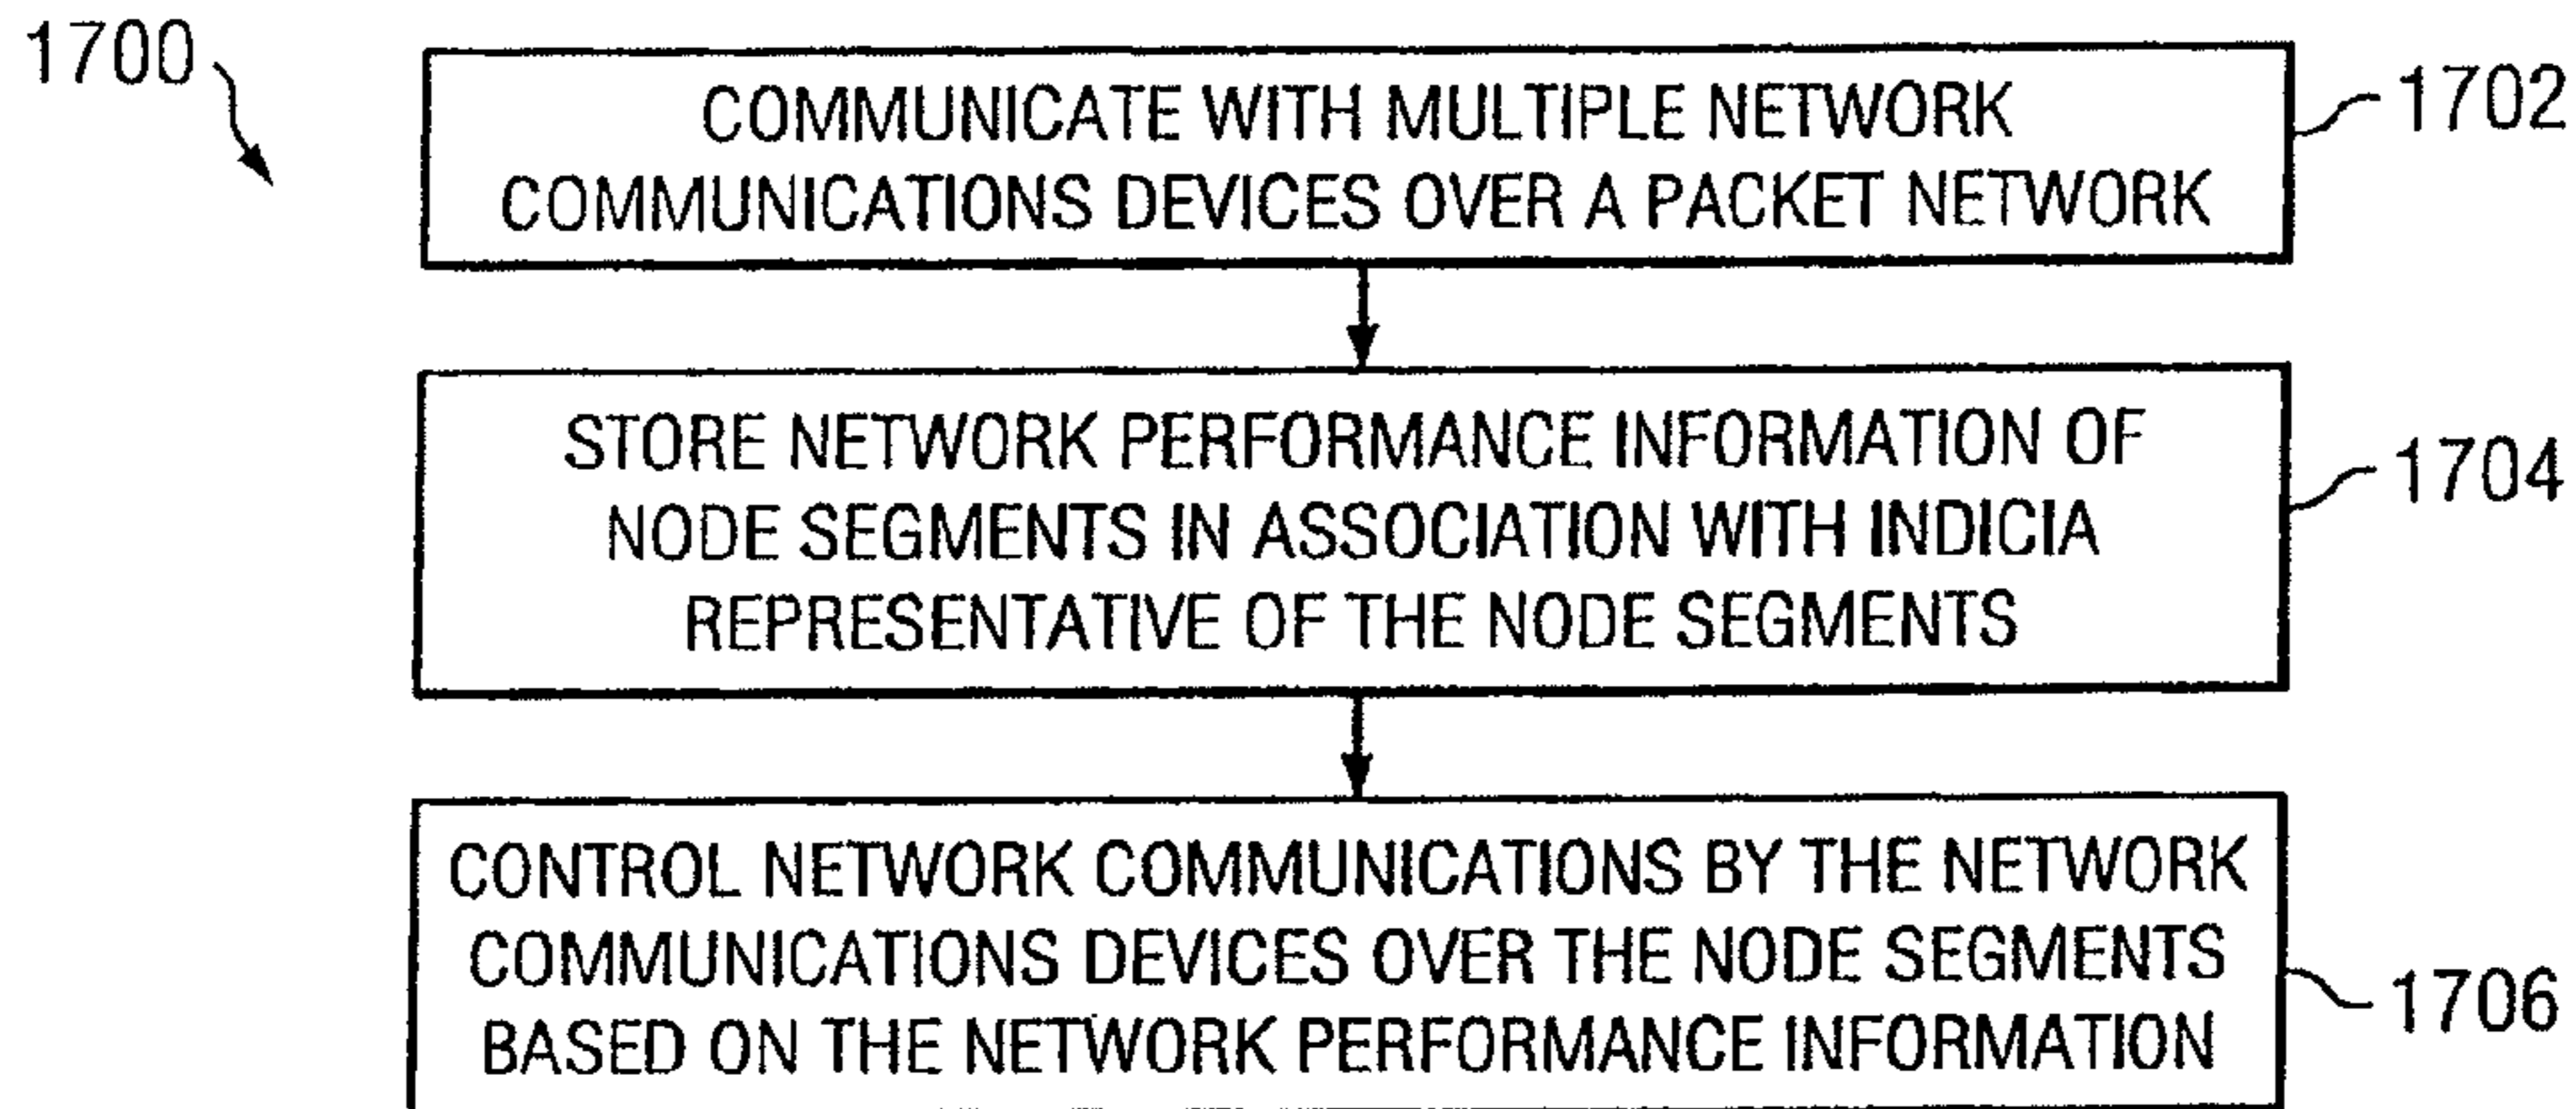 1700
COMMUNICATE WITH MULTIPLE NETWORK
COMMUNICATIONS DEVICES OVER A PACKET NETWORK
1702
STORE NETWORK PERFORMANCE INFORMATION OF
NODE SEGMENTS IN ASSOCIATION WITH INDICIA
REPRESENTATIVE OF THE NODE SEGMENTS
1704
CONTROL NETWORK COMMUNICATIONS BY THE NETWORK
COMMUNICATIONS DEVICES OVER THE NODE SEGMENTS
BASED ON THE NETWORK PERFORMANCE INFORMATION
1706